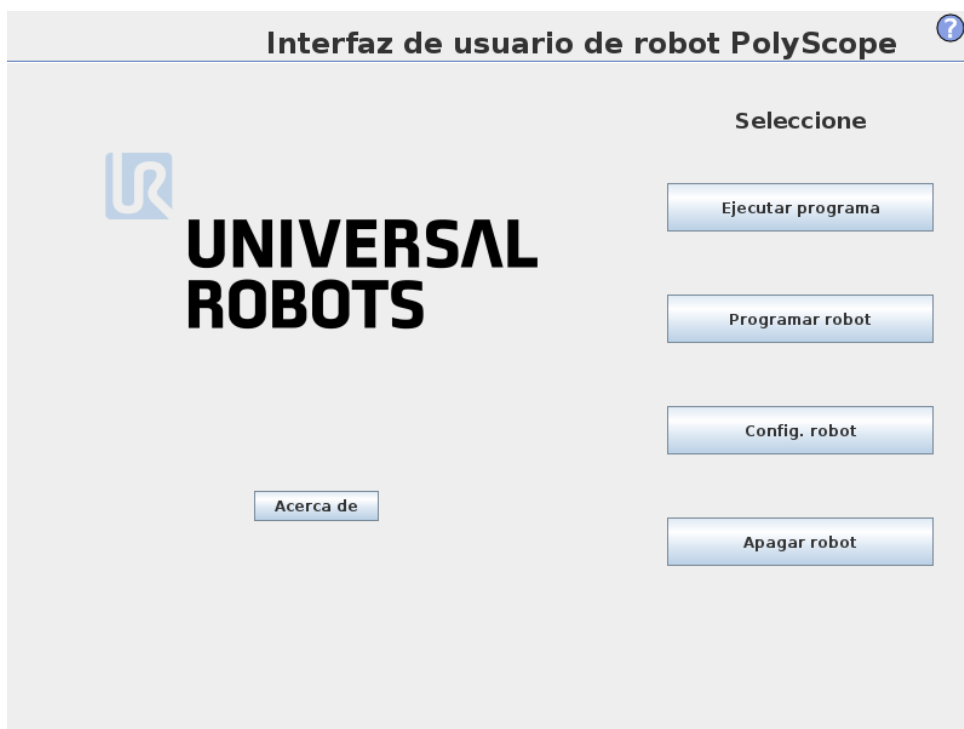 Interfaz de usuario de robot PolyScope
?
Seleccione
UR
UNIVERSAL
ROBOTS
Ejecutar programa
Programar robot
Config. robot
Acerca de
Apagar robot